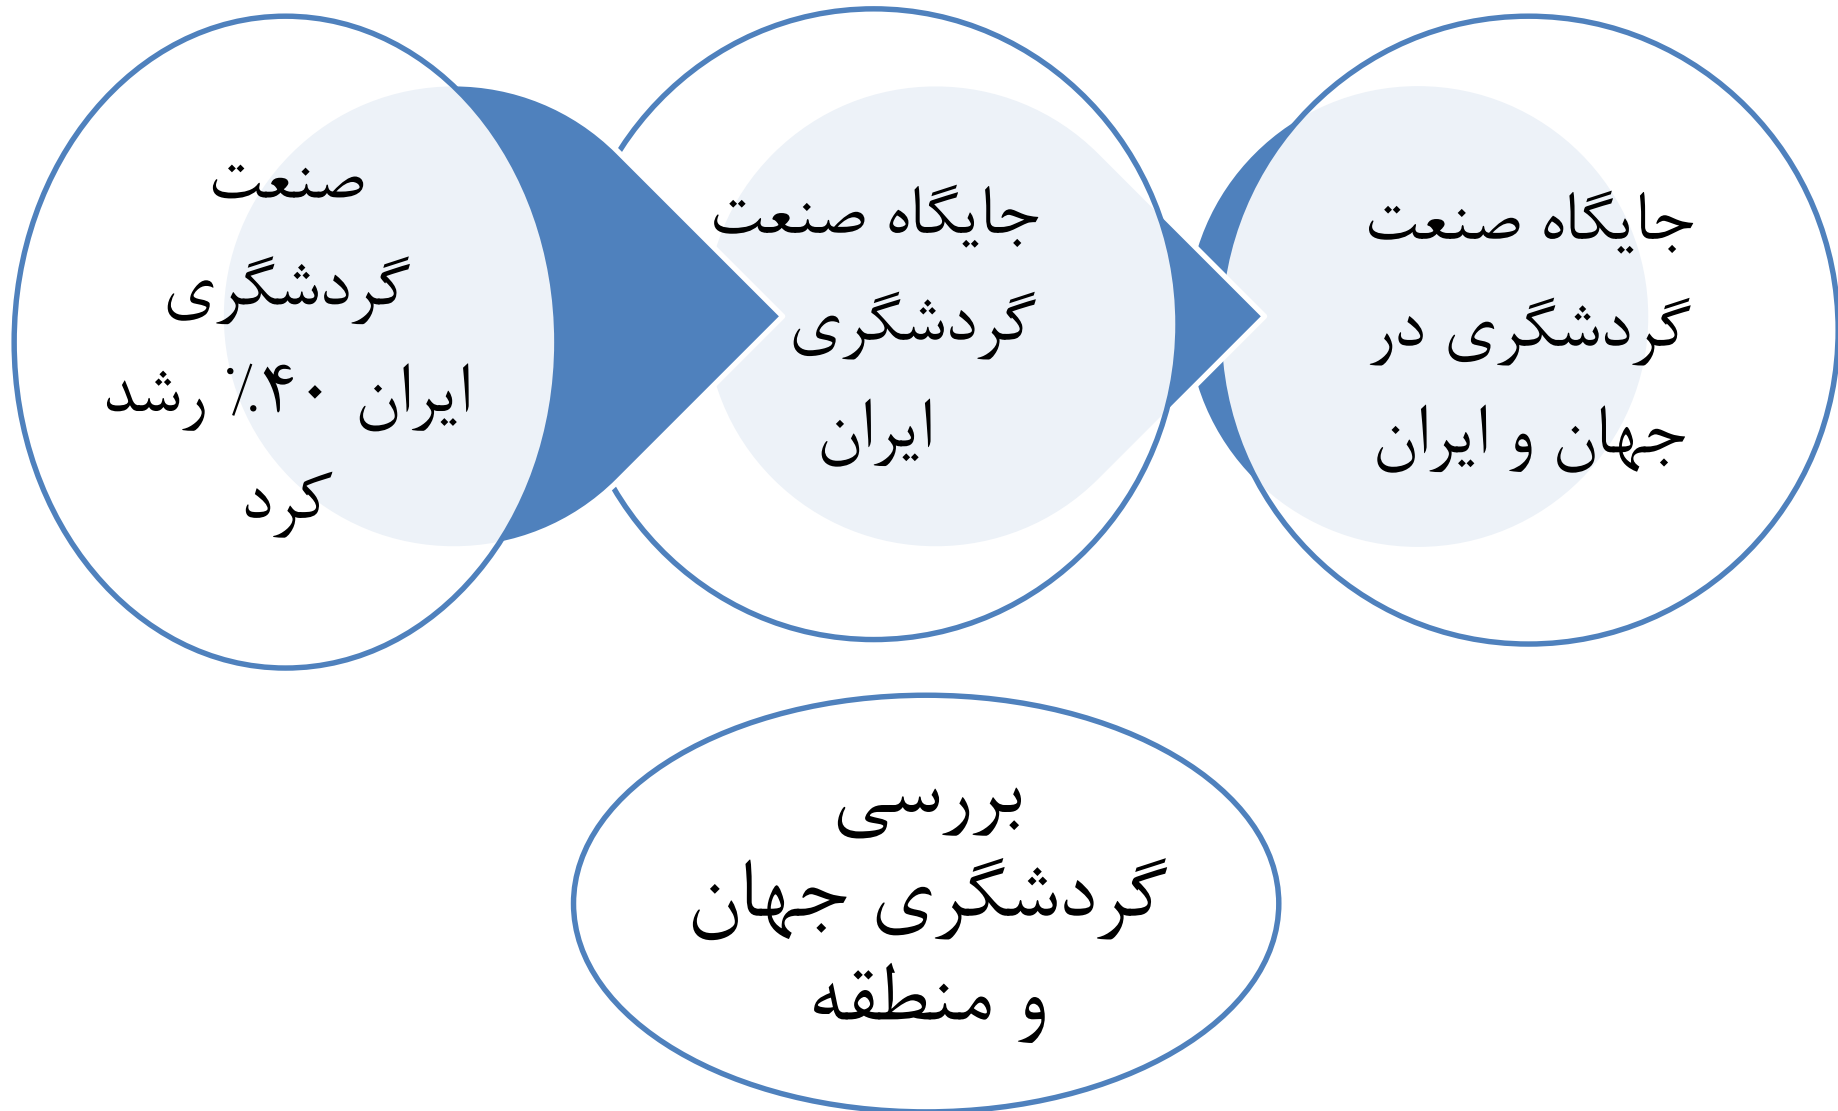 جایگاه صنعت
گردشگری در
جهان و ایران
جایگاه صنعت
گردشگری
ایران
صنعت
گردشگری
ایران ۴۰٪ رشد
کرد
بررسی
گردشگری جهان
و منطقه